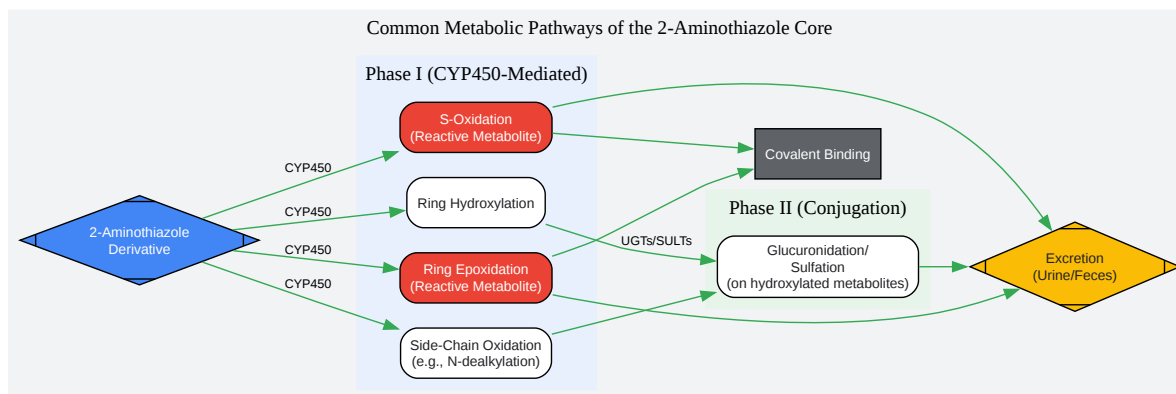 Common Metabolic Pathways of the 2-Aminothiazole Core
Phase I (CYP450-Mediated)
S-Oxidation
(Reactive Metabolite)
Covalent Binding
CYP450
Ring Hydroxylation
CYP450
Phase II (Conjugation)
2-Aminothiazole
Derivative
UGTs/SULTs
CYP450
Ring Epoxidation
(Reactive Metabolite)
Glucuronidation/
Sulfation
(on hydroxylated metabolites)
Excretion
(Urine/Feces)
CYP450
Side-Chain Oxidation
(e.g., N-dealkylation)